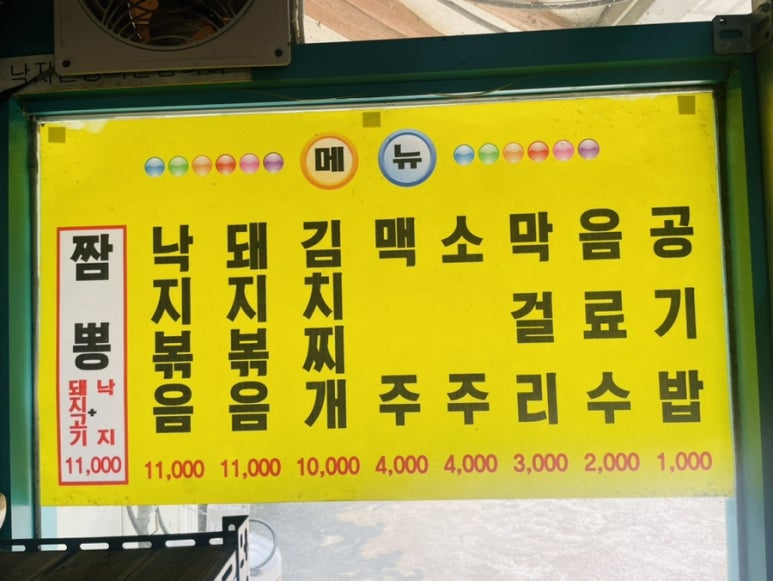 메뉴
짬뽕
돼지고기+낙지
11,000
낙지볶음
11,000
돼지볶음
11,000
김치찌개
10,000
맥주
4,000
소주
4,000
막걸리
3,000
음료수
2,000
공기밥
1,000